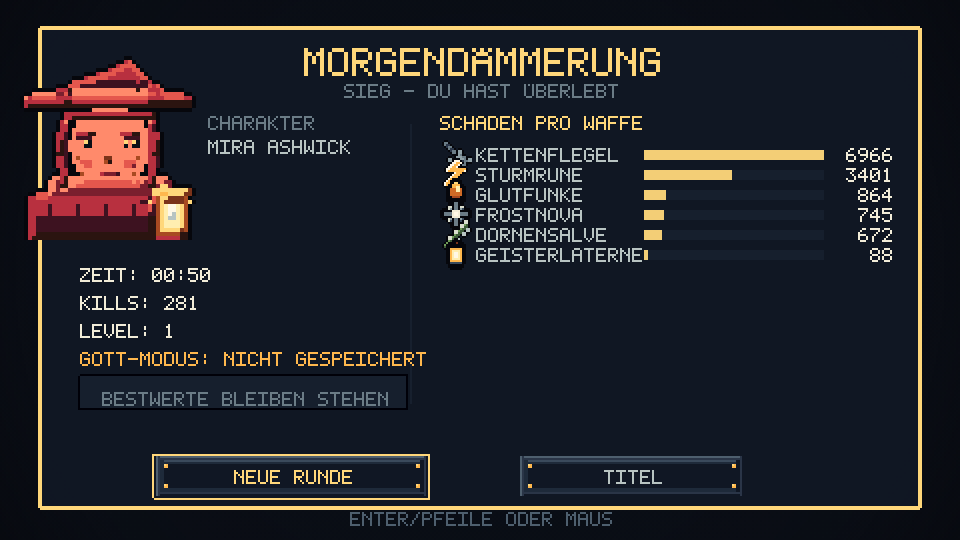 MORGENDÄMMERUNG
SIEG - DU HAST ÜBERLEBT
CHARAKTER
MIRA ASHWICK
ZEIT: 00:50
KILLS: 281
LEVEL: 1
GOTT-MODUS: NICHT GESPEICHERT
BESTWERTE BLEIBEN STEHEN
SCHADEN PRO WAFFE
KETTENFLEGEL 6966
STURMRUNE 3401
GLUTFUNKE 864
FROSTNOVA 745
DORNENSALVE 672
GEISTERLATERNE 88
NEUE RUNDE
TITEL
ENTER/PFEILE ODER MAUS